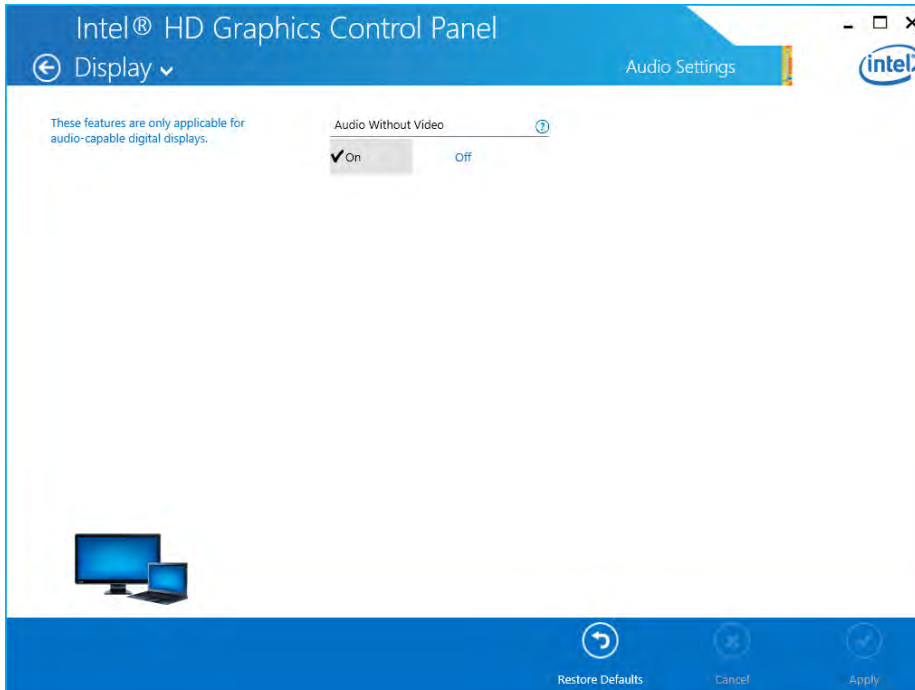 Intel® HD Graphics Control Panel
Display
Audio Settings
intel
These features are only applicable for
audio-capable digital displays.
Audio Without Video
?
On
Off
Restore Defaults
Cancel
Apply